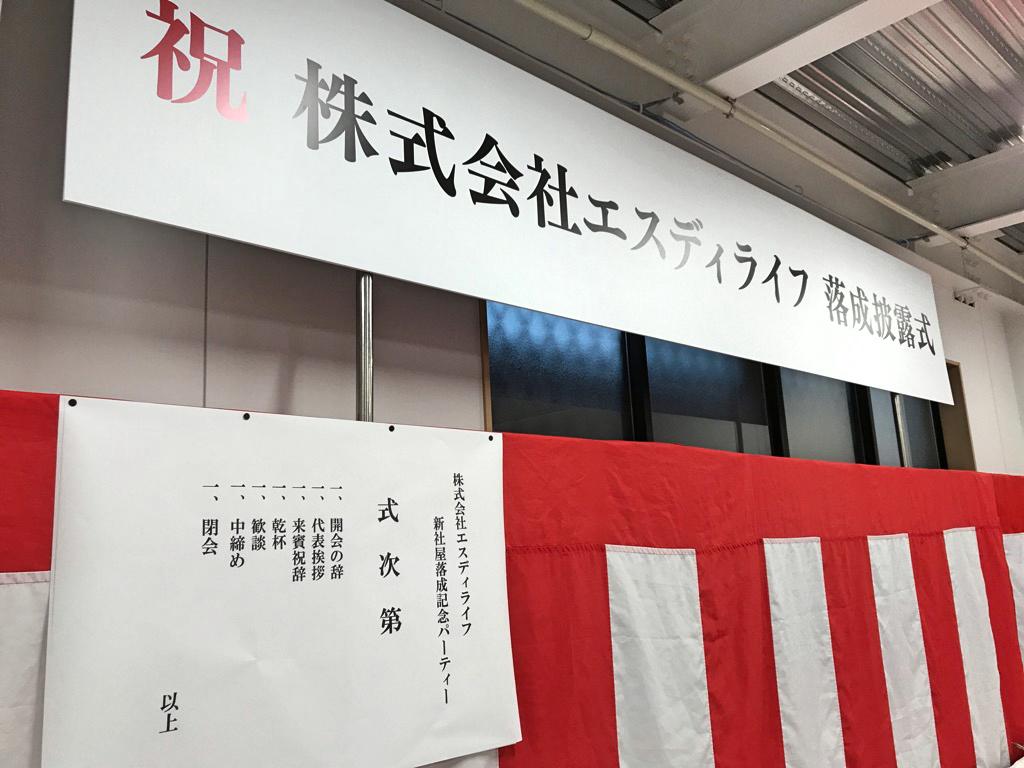 祝 株式会社エスディライフ 落成披露式
株式会社エスディライフ
新社屋落成記念パーティー
式次第
一、開会の辞
一、代表挨拶
一、来賓祝辞
一、乾杯
一、歓談
一、中締め
一、閉会
以上